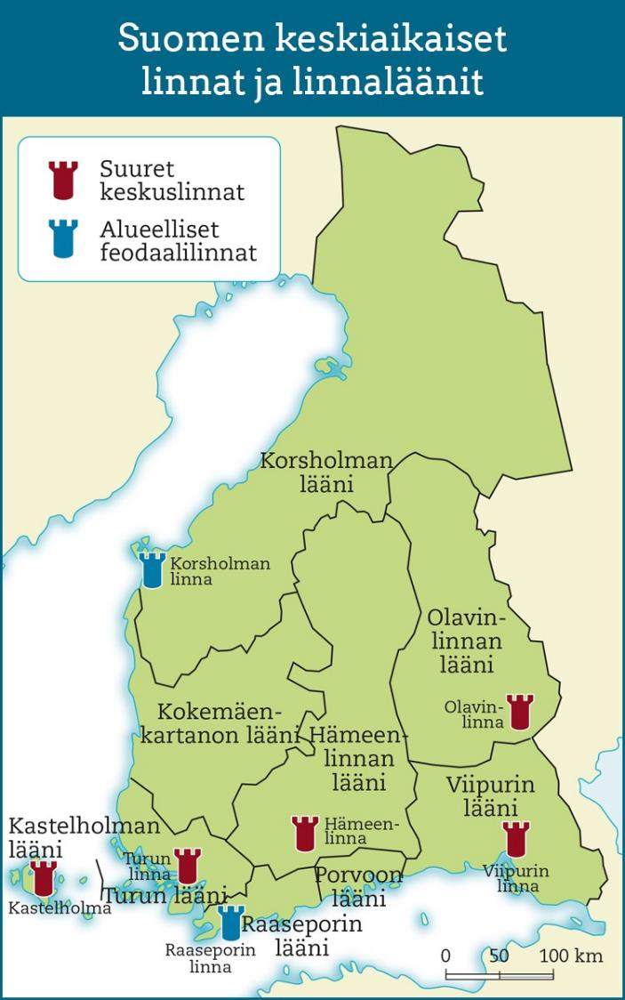 Suomen keskiaikaiset
linnat ja linnaläänit
Suuret
keskuslinnat
Alueelliset
feodaalilinnat
Korsholman
lääni
Korsholman
linna
Olavin-
linnan
lääni
Olavin-
linna
Kokemäen-
kartanon lääni
Hämeen-
linnan
lääni
Viipurin
lääni
Hämeen-
linna
Kastelholman
lääni
Kastelholma
Turun
linna
Turun lääni
Viipurin
linna
Porvoon
lääni
Raaseporin
lääni
Raaseporin
linna
0 50 100 km